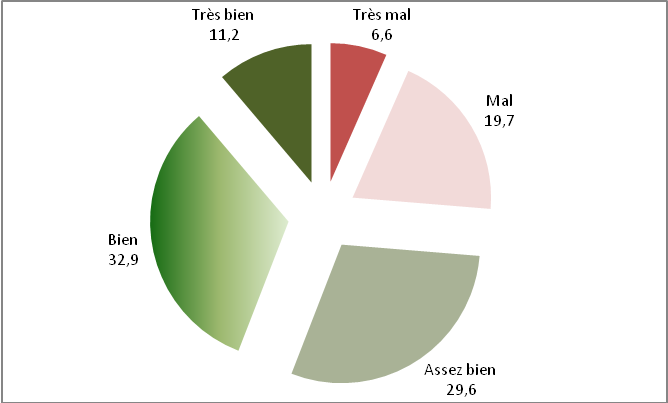 Très bien
11,2
Très mal
6,6
Mal
19,7
Bien
32,9
Assez bien
29,6